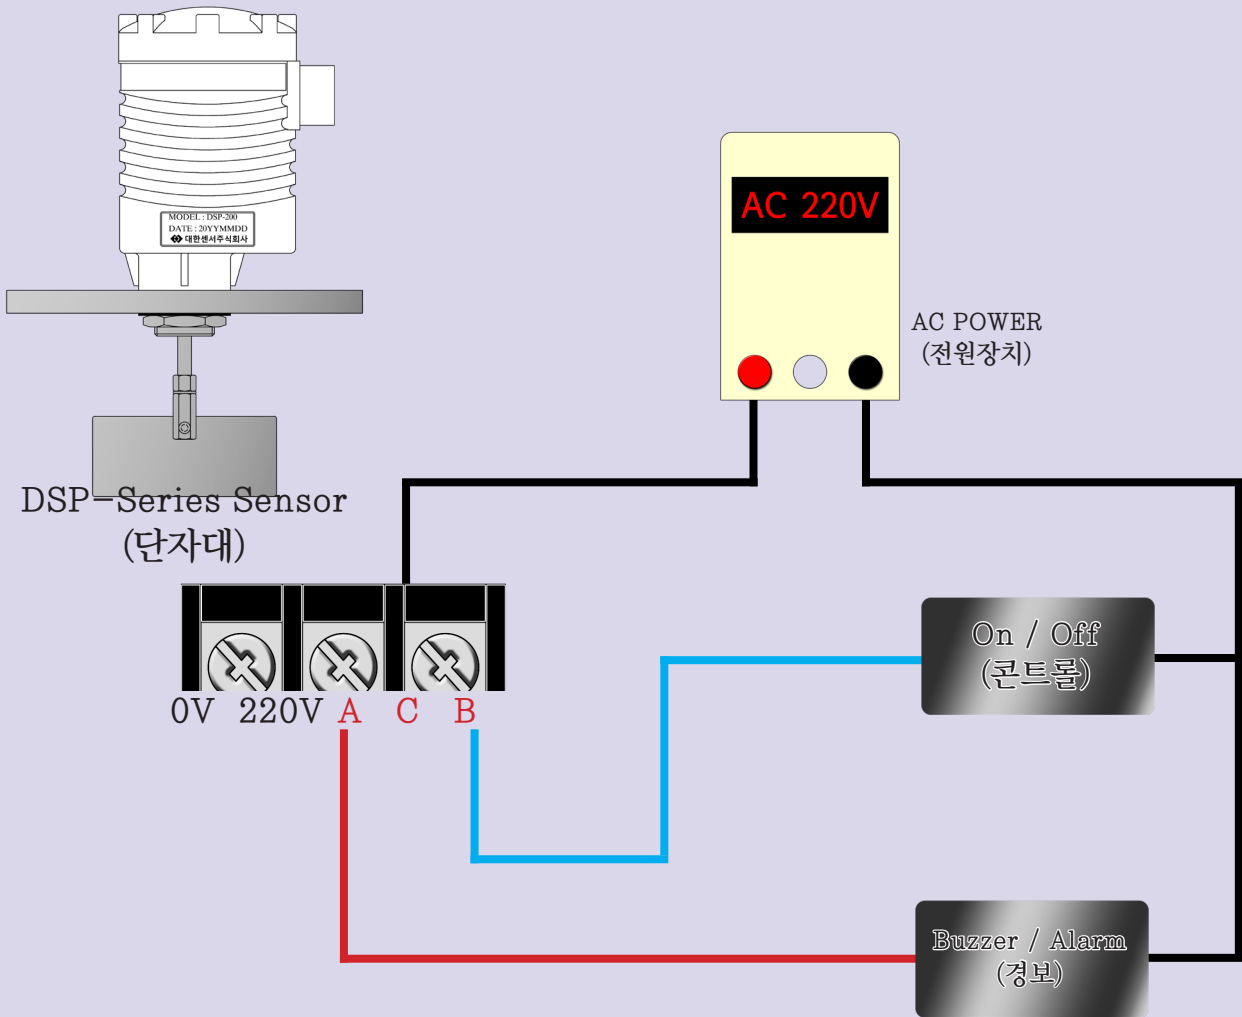 MODEL : DSP-200
DATE : 20YYMMDD
대한센서주식회사
AC 220V
AC POWER
(전원장치)
DSP-Series Sensor
(단자대)
0V 220V A C B
On / Off
(콘트롤)
Buzzer / Alarm
(경보)